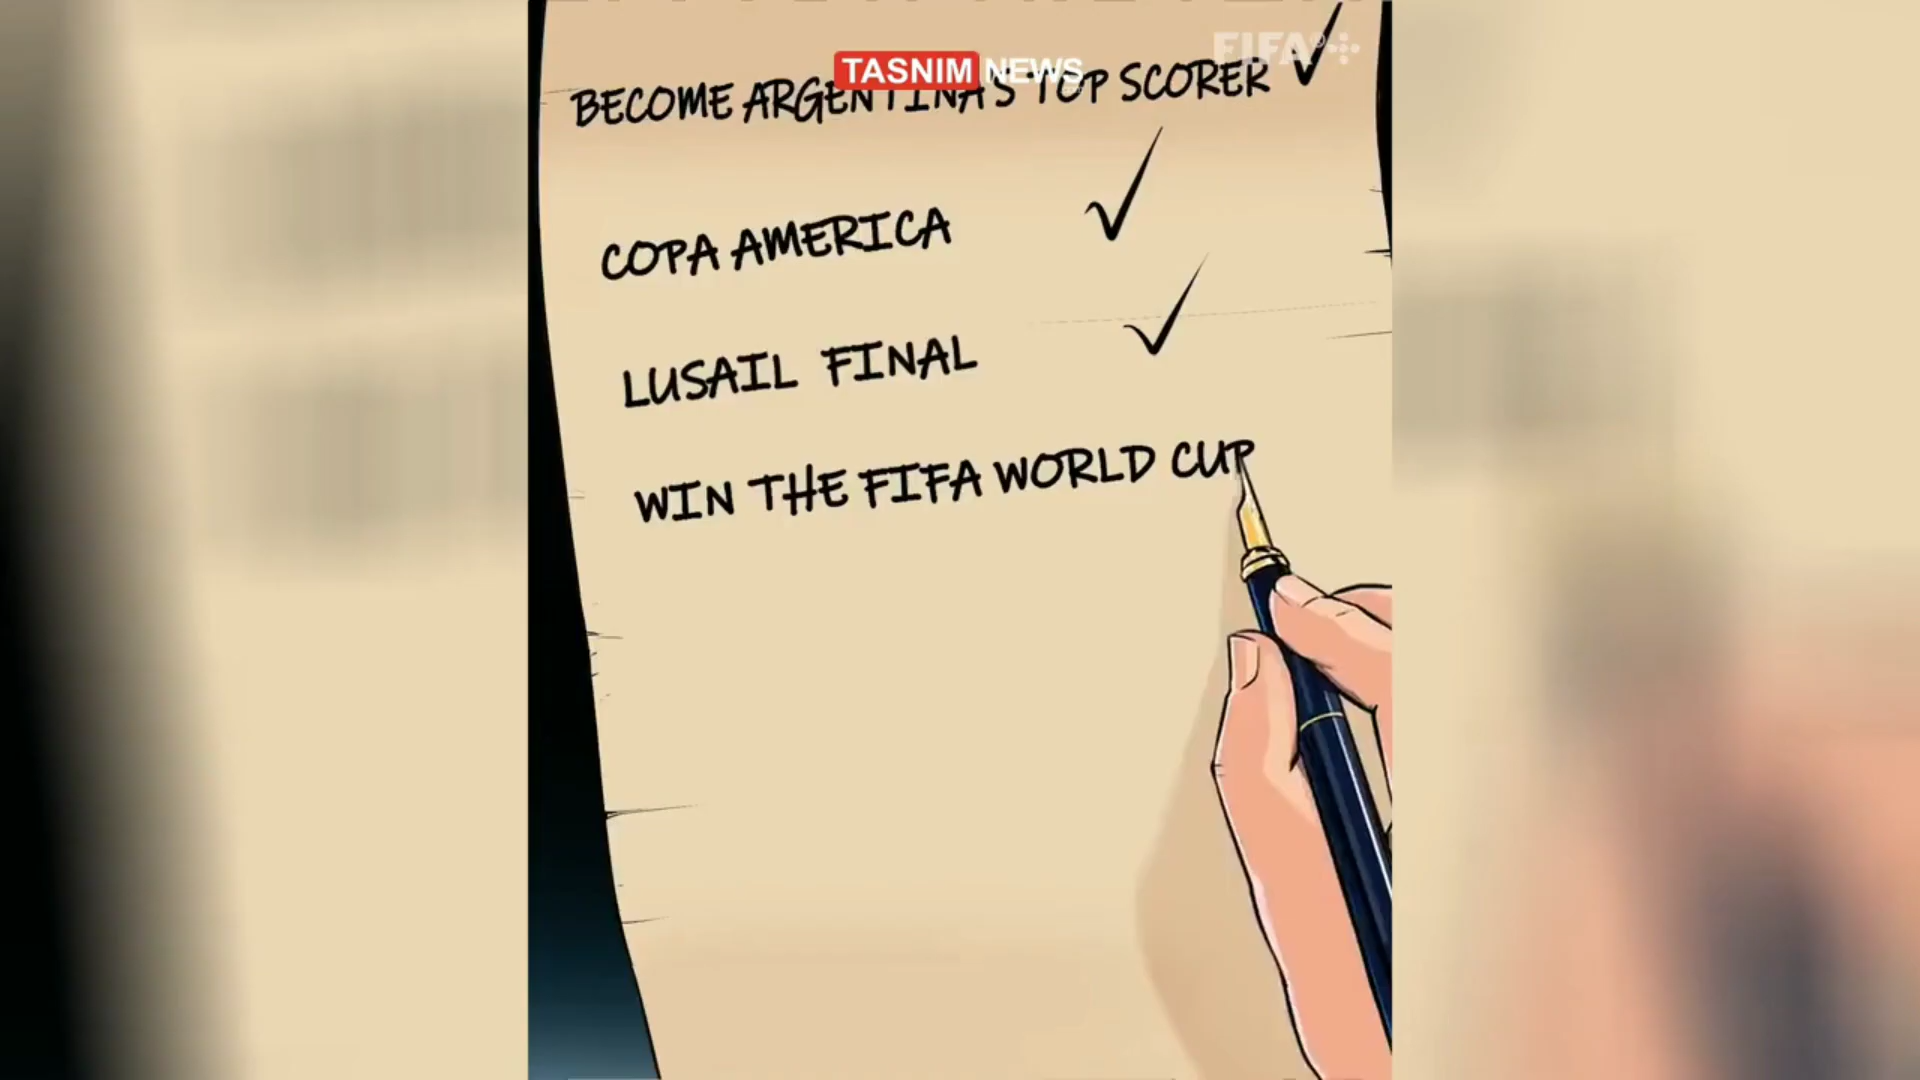 FIFA+
TASNIM NEWS
BECOME ARGENTINA'S TOP SCORER
COPA AMERICA
LUSAIL FINAL
WIN THE FIFA WORLD CUP